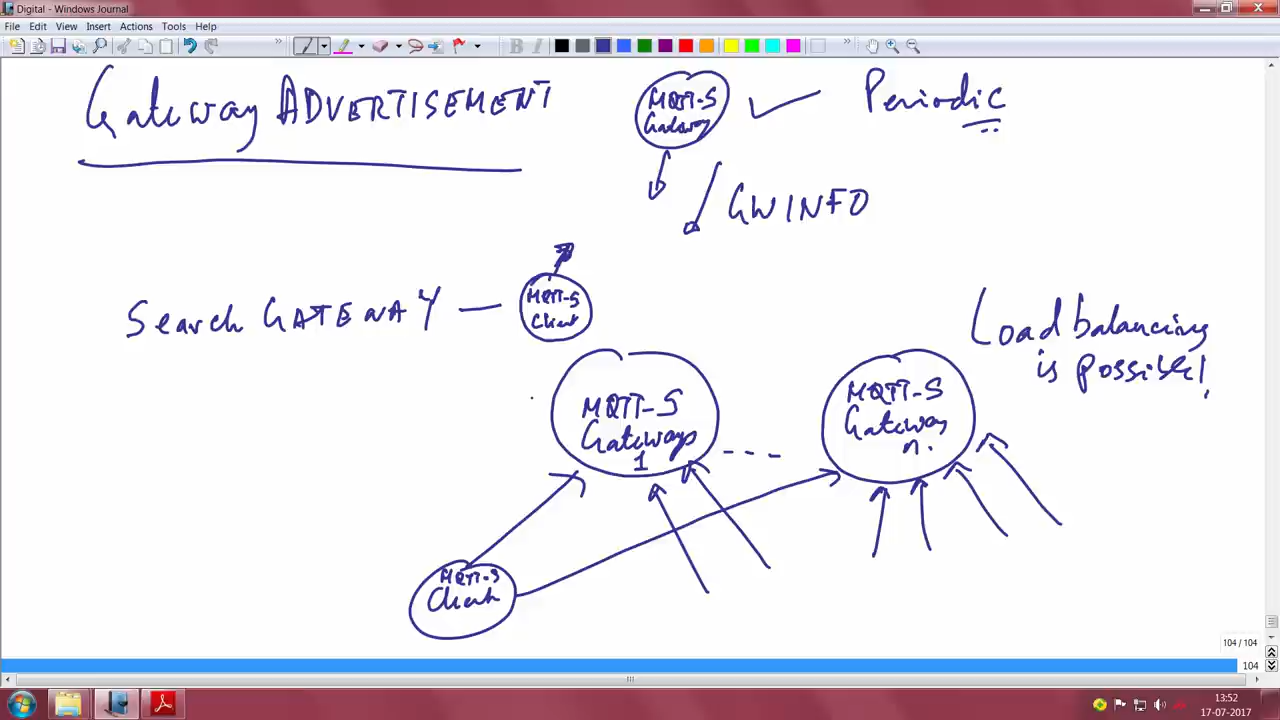 Digital - Windows Journal
File Edit View Insert Actions Tools Help
Gateway ADVERTISEMENT
MQTT-S
Gateway
Periodic
GWINFO
Search GATEWAY
MQTT-S
Client
Load balancing
is possible!
MQTT-S
Gateways
1
MQTT-S
Gateway
n.
MQTT-S
Client
104 / 104
104
13:52
17-07-2017